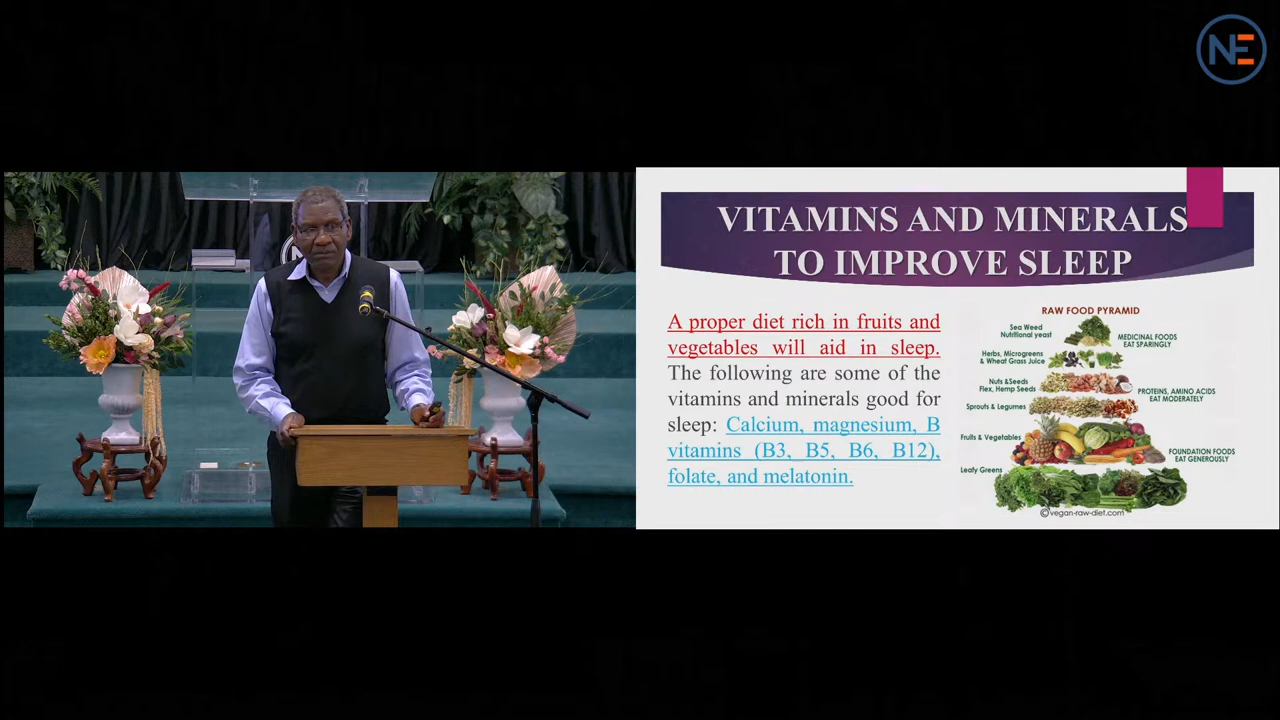 NE
VITAMINS AND MINERALS
TO IMPROVE SLEEP
A proper diet rich in fruits and
vegetables will aid in sleep.
The following are some of the
vitamins and minerals good for
sleep: Calcium, magnesium, B
vitamins (B3, B5, B6, B12),
folate, and melatonin.
RAW FOOD PYRAMID
Sea Weed
Nutritional yeast
MEDICINAL FOODS
EAT SPARINGLY
Herbs, Microgreens
& Wheat Grass Juice
Nuts &Seeds
Flex, Hemp Seeds
PROTEINS, AMINO ACIDS
EAT MODERATELY
Sprouts & Legumes
Fruits & Vegetables
FOUNDATION FOODS
EAT GENEROUSLY
Leafy Greens
©vegan-raw-diet.com